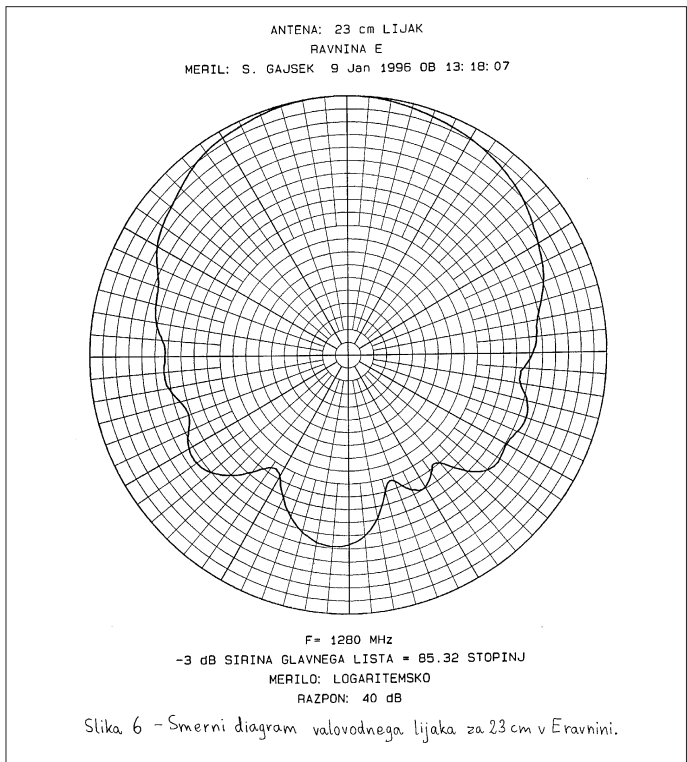 ANTENA: 23 cm LIJAK
RAVNINA E
MERIL: S. GAJSEK 9 Jan 1996 OB 13:18:07
F= 1280 MHz
-3 dB SIRINA GLAVNEGA LISTA = 85.32 STOPINJ
MERILO: LOGARITEMSKO
RAZPON: 40 dB
Slika 6 - Smerni diagram valovodnega lijaka za 23 cm v E ravnini.